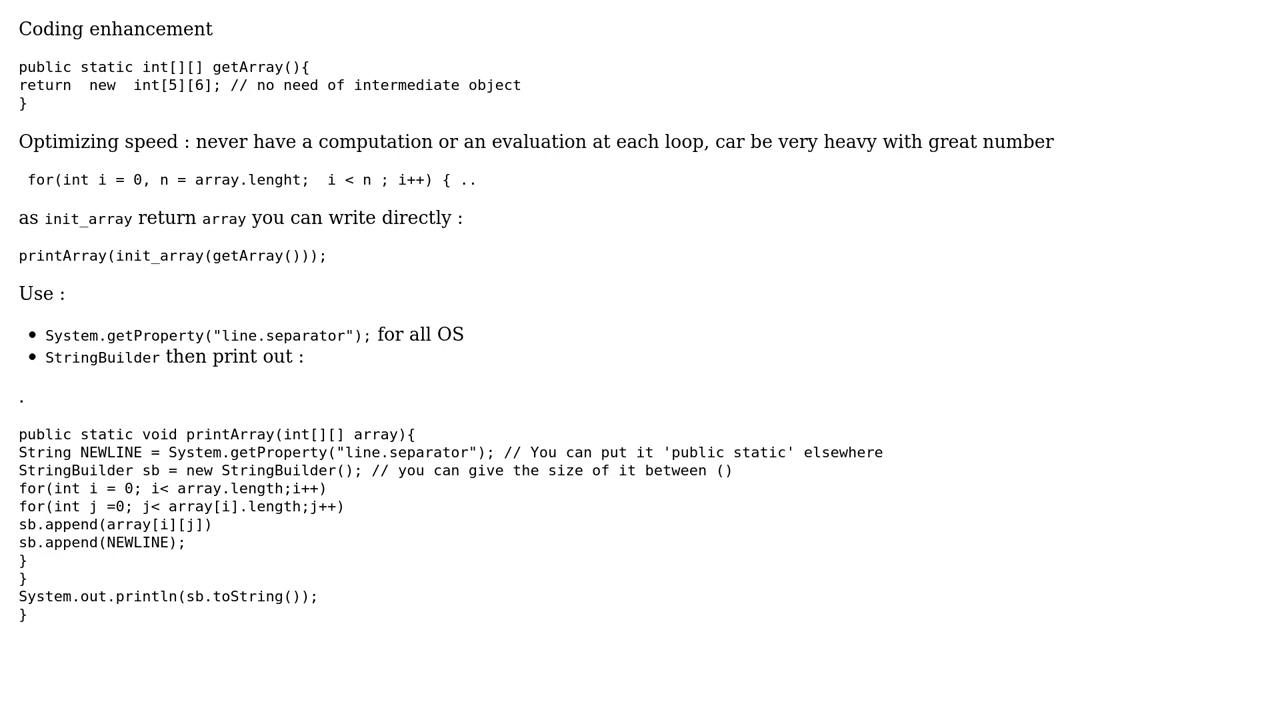 Coding enhancement
public static int[][] getArray(){
return  new  int[5][6]; // no need of intermediate object
}
Optimizing speed : never have a computation or an evaluation at each loop, car be very heavy with great number
for(int i = 0, n = array.lenght;  i < n ; i++) { ..
as init_array return array you can write directly :
printArray(init_array(getArray()));
Use :
• System.getProperty("line.separator"); for all OS
• StringBuilder then print out :
.
public static void printArray(int[][] array){
String NEWLINE = System.getProperty("line.separator"); // You can put it 'public static' elsewhere
StringBuilder sb = new StringBuilder(); // you can give the size of it between ()
for(int i = 0; i< array.length;i++)
for(int j =0; j< array[i].length;j++)
sb.append(array[i][j])
sb.append(NEWLINE);
}
}
System.out.println(sb.toString());
}